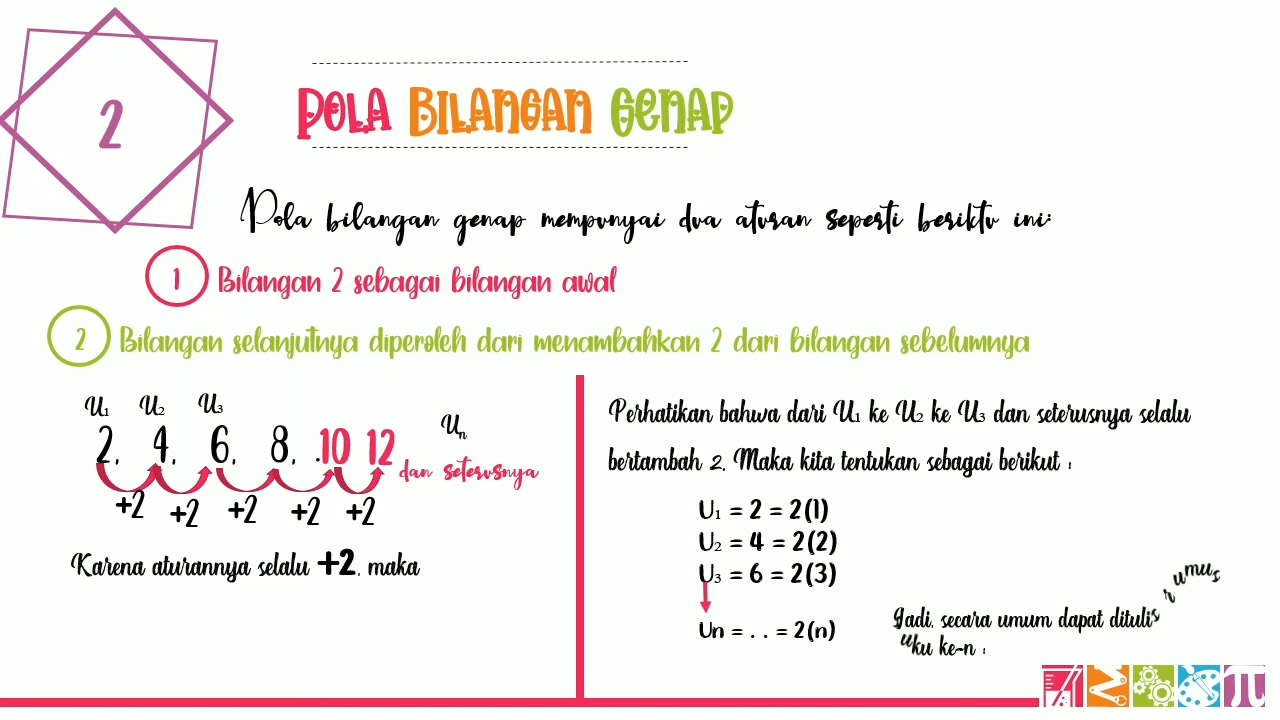 2
POLA BILANGAN GENAP
Pola bilangan genap mempunyai dua aturan seperti beriktu ini:
1 Bilangan 2 sebagai bilangan awal
2 Bilangan selanjutnya diperoleh dari menambahkan 2 dari bilangan sebelumnya
U₁ U₂ U₃ Uₙ
2, 4, 6, 8, .10 12
dan seterusnya
+2 +2 +2 +2 +2
Karena aturannya selalu +2, maka
Perhatikan bahwa dari U₁ ke U₂ ke U₃ dan seterusnya selalu
bertambah 2. Maka kita tentukan sebagai berikut :
U₁ = 2 = 2(1)
U₂ = 4 = 2(2)
U₃ = 6 = 2(3)
Un = . . = 2(n)
Jadi, secara umum dapat ditulis rumus
uku ke-n :
π